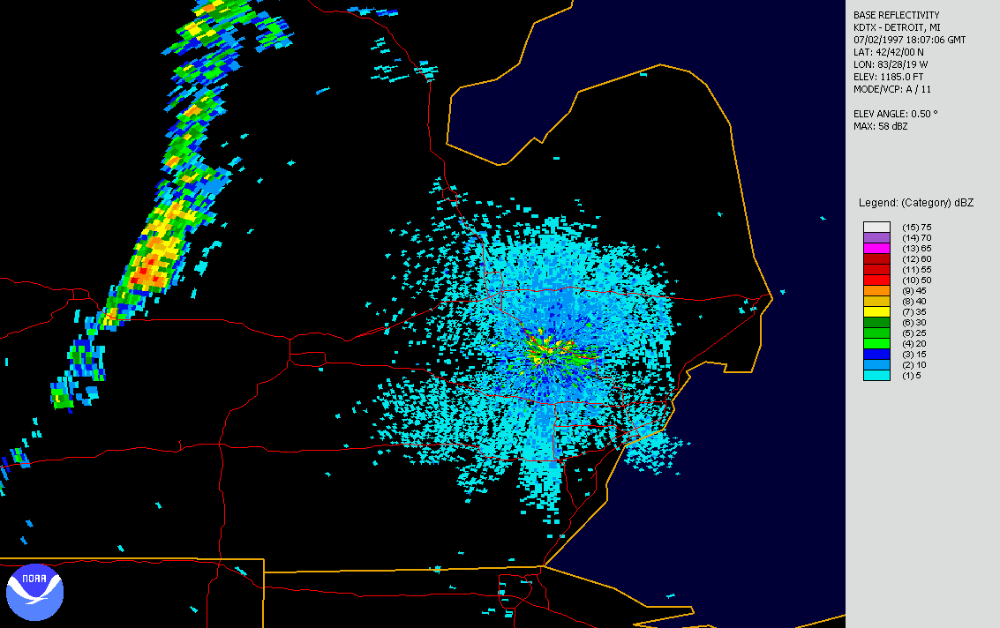 BASE REFLECTIVITY
KDTX - DETROIT, MI
07/02/1997 18:07:06 GMT
LAT: 42/42/00 N
LON: 83/28/19 W
ELEV: 1185.0 FT
MODE/VCP: A / 11
ELEV ANGLE: 0.50 °
MAX: 58 dBZ
Legend: (Category) dBZ
(15) 75
(14) 70
(13) 65
(12) 60
(11) 55
(10) 50
(9) 45
(8) 40
(7) 35
(6) 30
(5) 25
(4) 20
(3) 15
(2) 10
(1) 5
NOAA